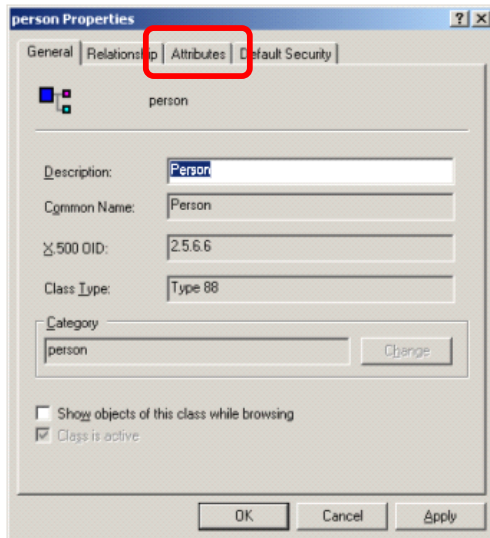 person Properties
General Relationship Attributes Default Security
person
Description: Person
Common Name: Person
X.500 OID: 2.5.6.6
Class Type: Type 88
Category
person Change
Show objects of this class while browsing
Class is active
OK Cancel Apply